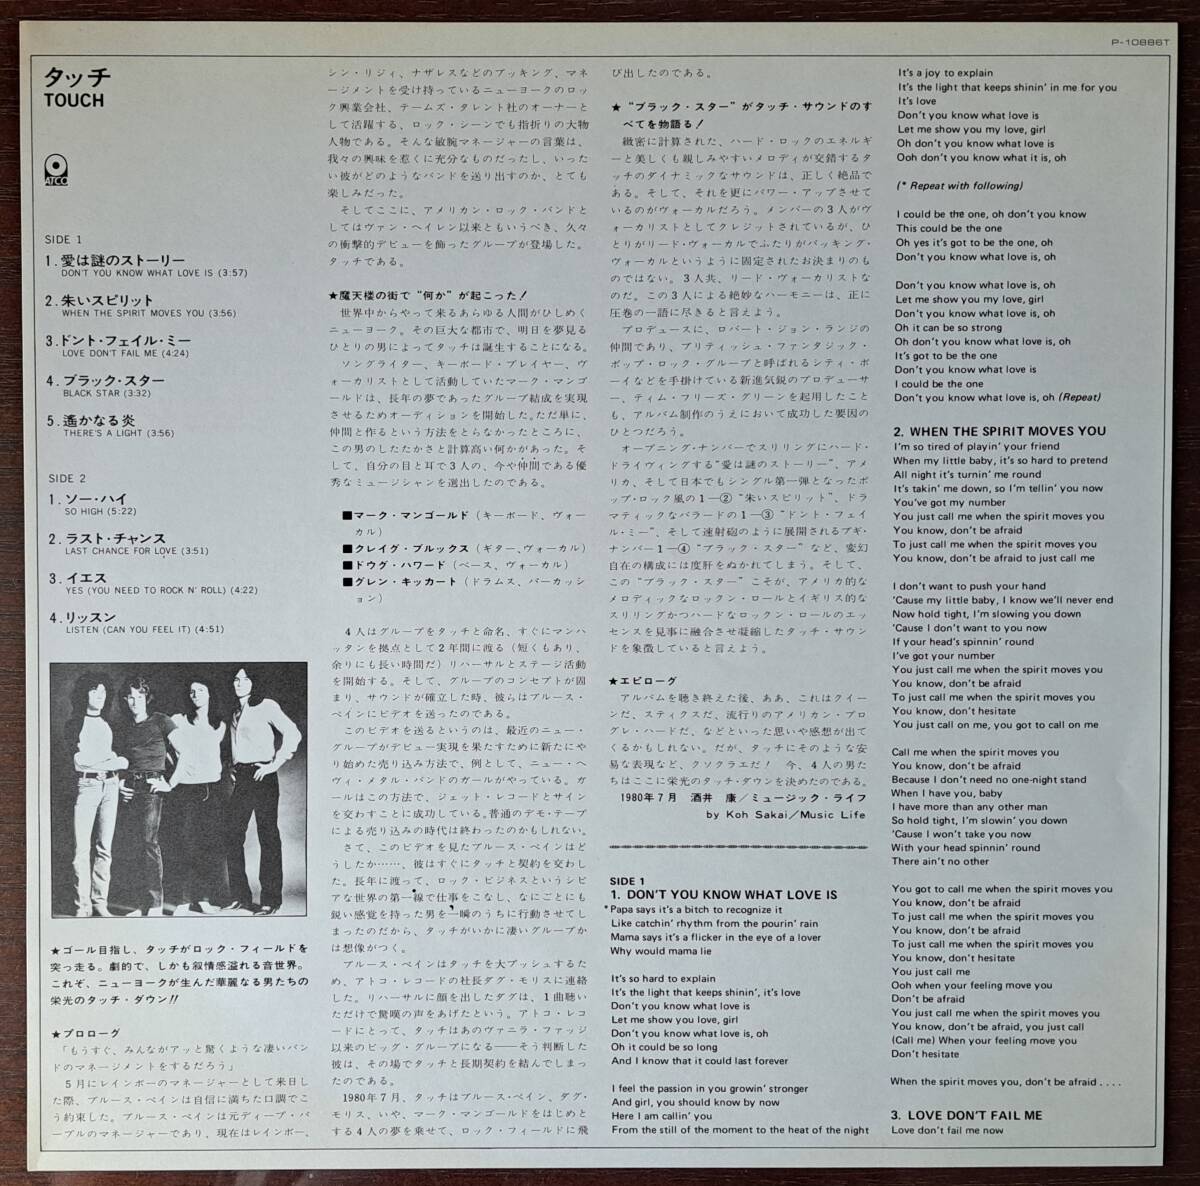 P-10886T
タッチ
TOUCH
ATCO
SIDE 1
1.愛は謎のストーリー
DON'T YOU KNOW WHAT LOVE IS (3:57)
2.朱いスピリット
WHEN THE SPIRIT MOVES YOU (3:56)
3.ドント・フェイル・ミー
LOVE DON'T FAIL ME (4:24)
4.ブラック・スター
BLACK STAR (3:32)
5.遙かなる炎
THERE'S A LIGHT (3:56)
SIDE 2
1.ソー・ハイ
SO HIGH (5:22)
2.ラスト・チャンス
LAST CHANCE FOR LOVE (3:51)
3.イエス
YES (YOU NEED TO ROCK N' ROLL) (4:22)
4.リッスン
LISTEN (CAN YOU FEEL IT) (4:51)
★ゴール目指し、タッチがロック・フィールドを
突っ走る。劇的で、しかも叙情感溢れる音世界。
これぞ、ニューヨークが生んだ華麗なる男たちの
栄光のタッチ・ダウン!!
★プロローグ
「もうすぐ、みんながアッと驚くような凄いバン
ドのマネージメントをするだろう」
5月にレインボーのマネージャーとして来日し
た際、ブルース・ペインは自信に満ちた口調でこ
う約束した。ブルース・ペインは元ディープ・パ
ープルのマネージャーであり、現在はレインボー、
シン・リジィ、ナザレスなどのブッキング、マネ
ージメントを受け持っているニューヨークのロッ
ク興業会社、テームズ・タレント社のオーナーと
して活躍する、ロック・シーンでも指折りの大物
人物である。そんな敏腕マネージャーの言葉は、
我々の興味を惹くに充分なものだったし、いった
い彼がどのようなバンドを送り出すのか、とても
楽しみだった。
そしてここに、アメリカン・ロック・バンドと
してはヴァン・ヘイレン以来ともいうべき、久々
の衝撃的デビューを飾ったグループが登場した。
タッチである。
★魔天楼の街で“何か”が起こった!
世界中からやって来るあらゆる人間がひしめく
ニューヨーク。その巨大な都市で、明日を夢見る
ひとりの男によってタッチは誕生することになる。
ソングライター、キーボード・プレイヤー、ヴ
ォーカリストとして活動していたマーク・マンゴ
ールドは、長年の夢であったグループ結成を実現
させるためオーディションを開始した。ただ単に、
仲間と作るという方法をとらなかったところに、
この男のしたたかさと計算高い何かがあった。そ
して、自分の目と耳で3人の、今や仲間である優
秀なミュージシャンを選出したのである。
■マーク・マンゴールド（キーボード、ヴォー
カル）
■クレイグ・ブルックス（ギター、ヴォーカル）
■ドウグ・ハワード（ベース、ヴォーカル）
■グレン・キッカート（ドラムス、パーカッシ
ョン）
4人はグループをタッチと命名、すぐにマンハ
ッタンを拠点として2年間に渡る（短くもあり、
余りにも長い時間だ）リハーサルとステージ活動
を開始する。そして、グループのコンセプトが固
まり、サウンドが確立した時、彼らはブルース・
ペインにビデオを送ったのである。
このビデオを送るというのは、最近のニュー・
グループがデビュー実現を果たすために新たにや
り始めた売り込み方法で、例として、ニュー・ヘ
ヴィ・メタル・バンドのガールがやっている。ガ
ールはこの方法で、ジェット・レコードとサイン
を交わすことに成功している。普通のデモ・テープ
による売り込みの時代は終わったのかもしれない。
さて、このビデオを見たブルース・ペインはど
うしたか……、彼はすぐにタッチと契約を交わし
た。長年に渡って、ロック・ビジネスというシビ
アな世界の第一線で仕事をこなし、なにごとにも
鋭い感覚を持った男を一瞬のうちに行動させてし
まったのだから、タッチがいかに凄いグループか
は想像がつく。
ブルース・ペインはタッチを大プッシュするた
め、アトコ・レコードの社長ダグ・モリスに連絡
した。リハーサルに顔を出したダグは、1曲聴い
ただけで驚嘆の声をあげたという。アトコ・レコ
ードにとって、タッチはあのヴァニラ・ファッジ
以来のビッグ・グループになる——そう判断した
彼は、その場でタッチと長期契約を結んでしまっ
たのである。
1980年7月、タッチはブルース・ペイン、ダグ・
モリス、いや、マーク・マンゴールドをはじめと
する4人の夢を乗せて、ロック・フィールドに飛
び出したのである。
★“ブラック・スター”がタッチ・サウンドのす
べてを物語る!
緻密に計算された、ハード・ロックのエネルギ
ーと美しくも親しみやすいメロディが交錯するタ
ッチのダイナミックなサウンドは、正しく絶品で
ある。そして、それを更にパワー・アップさせて
いるのがヴォーカルだろう。メンバーの3人がヴ
ォーカリストとしてクレジットされているが、ひ
とりがリード・ヴォーカルでふたりがバッキング・
ヴォーカルというように固定されたお決まりのも
のではない。3人共、リード・ヴォーカリストな
のだ。この3人による絶妙なハーモニーは、正に
圧巻の一語に尽きると言えよう。
プロデュースに、ロバート・ジョン・ランジの
仲間であり、ブリティッシュ・ファンタジック・
ポップ・ロック・グループと呼ばれるシティ・ボ
ーイなどを手掛けている新進気鋭のプロデューサ
ー、ティム・フリーズ・グリーンを起用したこと
も、アルバム制作のうえにおいて成功した要因の
ひとつだろう。
オープニング・ナンバーでスリリングにハード・
ドライヴィングする“愛は謎のストーリー”、アメ
リカ、そして日本でもシングル第一弾となったポ
ップ・ロック風の1—②“朱いスピリット”、ドラ
マティックなバラードの1—③“ドント・フェイ
ル・ミー”、そして速射砲のように展開されるブギ・
ナンバー1—④“ブラック・スター”など、変幻
自在の構成には度肝をぬかれてしまう。そして、
この“ブラック・スター”こそが、アメリカ的な
メロディックなロックン・ロールとイギリス的な
スリリングかつハードなロックン・ロールのエッ
センスを見事に融合させ凝縮したタッチ・サウン
ドを象徴していると言えよう。
★エピローグ
アルバムを聴き終えた後、ああ、これはクイー
ンだ、スティクスだ、流行りのアメリカン・プロ
グレ・ハードだ、などといった思いや感想が出て
くるかもしれない。だが、タッチにそのような安
易な表現など、クソクラエだ！　今、4人の男た
ちはここに栄光のタッチ・ダウンを決めたのである。
1980年7月　酒井　康／ミュージック・ライフ
by Koh Sakai／Music Life
SIDE 1
1. DON'T YOU KNOW WHAT LOVE IS
*Papa says it's a bitch to recognize it
Like catchin' rhythm from the pourin' rain
Mama says it's a flicker in the eye of a lover
Why would mama lie
It's so hard to explain
It's the light that keeps shinin', it's love
Don't you know what love is
Let me show you love, girl
Don't you know what love is, oh
Oh it could be so long
And I know that it could last forever
I feel the passion in you growin' stronger
And girl, you should know by now
Here I am callin' you
From the still of the moment to the heat of the night
It's a joy to explain
It's the light that keeps shinin' in me for you
It's love
Don't you know what love is
Let me show you my love, girl
Oh don't you know what love is
Ooh don't you know what it is, oh
(* Repeat with following)
I could be the one, oh don't you know
This could be the one
Oh yes it's got to be the one, oh
Don't you know what love is, oh
Don't you know what love is, oh
Let me show you my love, girl
Don't you know what love is, oh
Oh it can be so strong
Oh don't you know what love is, oh
It's got to be the one
Don't you know what love is
I could be the one
Don't you know what love is, oh (Repeat)
2. WHEN THE SPIRIT MOVES YOU
I'm so tired of playin' your friend
When my little baby, it's so hard to pretend
All night it's turnin' me round
It's takin' me down, so I'm tellin' you now
You've got my number
You just call me when the spirit moves you
You know, don't be afraid
To just call me when the spirit moves you
You know, don't be afraid to just call me
I don't want to push your hand
'Cause my little baby, I know we'll never end
Now hold tight, I'm slowing you down
'Cause I don't want to you now
If your head's spinnin' round
I've got your number
You just call me when the spirit moves you
You know, don't be afraid
To just call me when the spirit moves you
You know, don't hesitate
You just call on me, you got to call on me
Call me when the spirit moves you
You know, don't be afraid
Because I don't need no one-night stand
When I have you, baby
I have more than any other man
So hold tight, I'm slowin' you down
'Cause I won't take you now
With your head spinnin' round
There ain't no other
You got to call me when the spirit moves you
You know, don't be afraid
To just call me when the spirit moves you
You know, don't be afraid
To just call me when the spirit moves you
You know, don't hesitate
You just call me
Ooh when your feeling move you
Don't be afraid
You just call me when the spirit moves you
You know, don't be afraid, you just call
(Call me) When your feeling move you
Don't hesitate
When the spirit moves you, don't be afraid . . . .
3. LOVE DON'T FAIL ME
Love don't fail me now